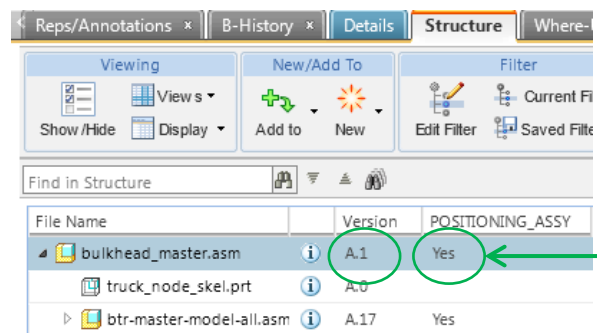 Reps/Annotations × B-History × Details Structure Where-
Viewing New/Add To Filter
Show/Hide Views Display Add to New Edit Filter Current Fi
Saved Filte
Find in Structure
File Name Version POSITIONING_ASSY
bulkhead_master.asm A.1 Yes
truck_node_skel.prt A.0
btr-master-model-all.asm A.17 Yes